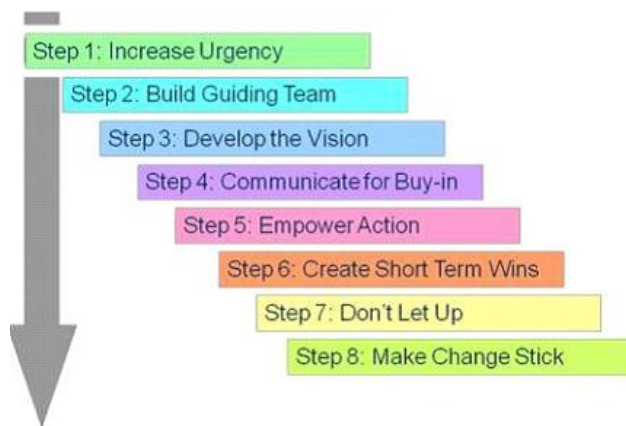 Step 1: Increase Urgency
Step 2: Build Guiding Team
Step 3: Develop the Vision
Step 4: Communicate for Buy-in
Step 5: Empower Action
Step 6: Create Short Term Wins
Step 7: Don't Let Up
Step 8: Make Change Stick